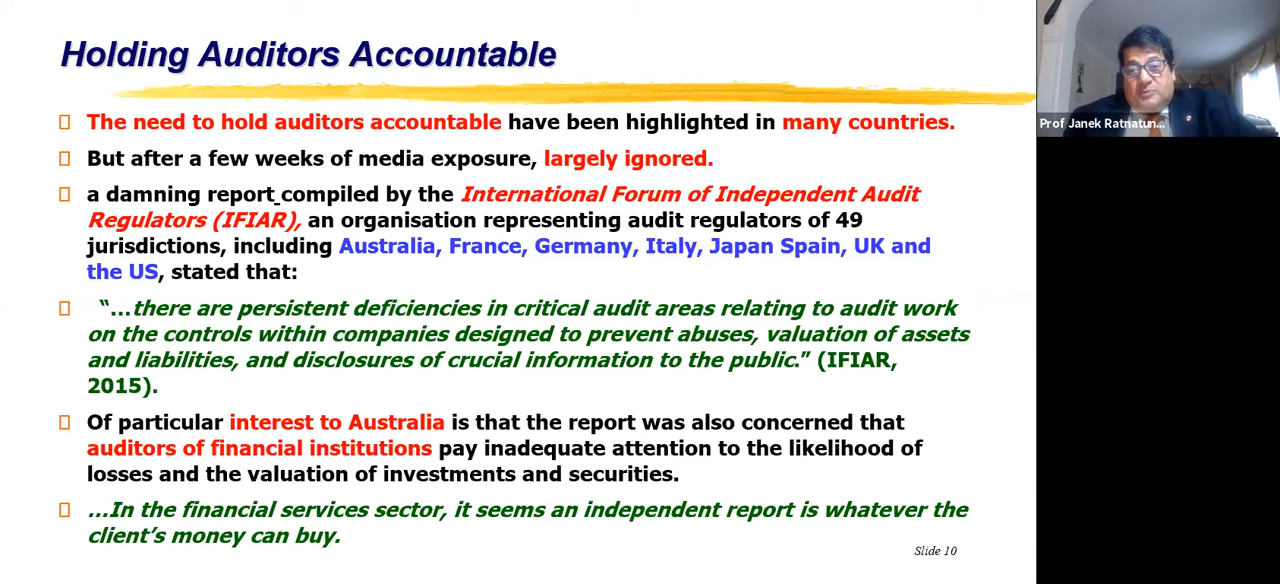 Holding Auditors Accountable
The need to hold auditors accountable have been highlighted in many countries.
But after a few weeks of media exposure, largely ignored.
a damning report compiled by the International Forum of Independent Audit
Regulators (IFIAR), an organisation representing audit regulators of 49
jurisdictions, including Australia, France, Germany, Italy, Japan Spain, UK and
the US, stated that:
“…there are persistent deficiencies in critical audit areas relating to audit work
on the controls within companies designed to prevent abuses, valuation of assets
and liabilities, and disclosures of crucial information to the public.” (IFIAR,
2015).
Of particular interest to Australia is that the report was also concerned that
auditors of financial institutions pay inadequate attention to the likelihood of
losses and the valuation of investments and securities.
…In the financial services sector, it seems an independent report is whatever the
client’s money can buy.
Slide 10
Prof Janek Ratnatun...